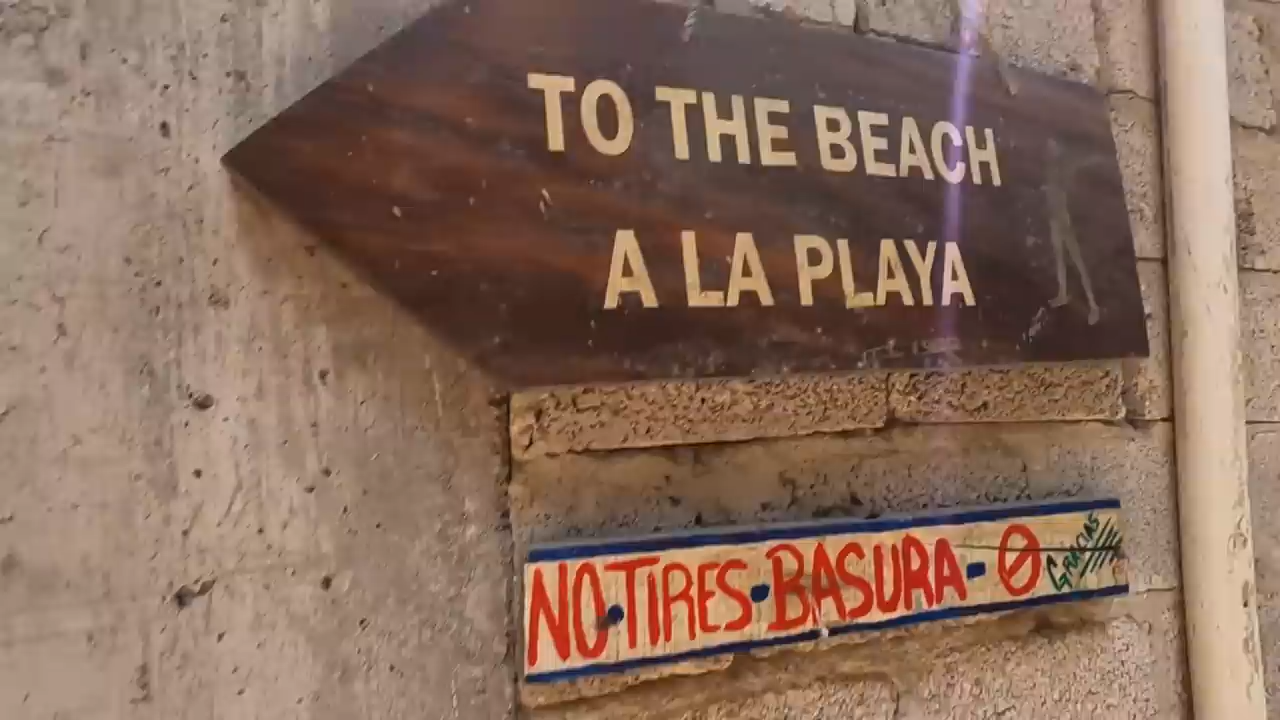 TO THE BEACH
A LA PLAYA
NO•TIRES•BASURA-
GRACIAS